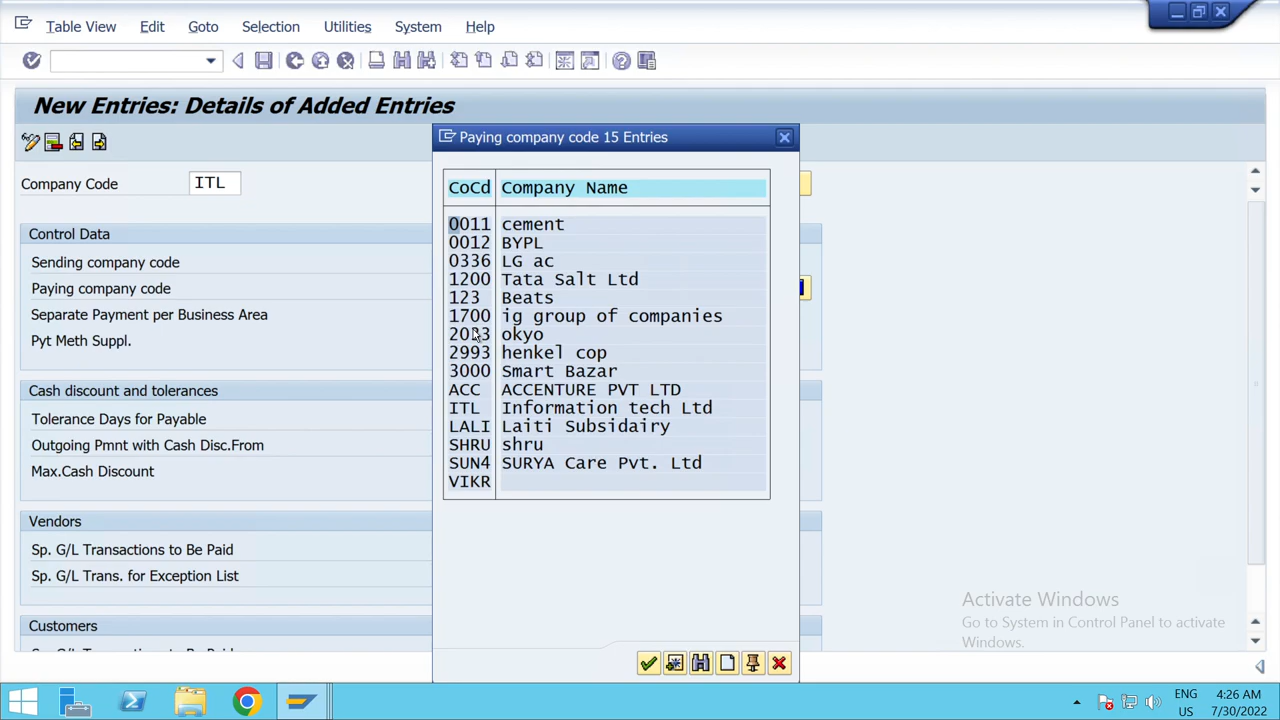 Table View Edit Goto Selection Utilities System Help
New Entries: Details of Added Entries
Company Code ITL
Control Data
Sending company code
Paying company code
Separate Payment per Business Area
Pyt Meth Suppl.
Cash discount and tolerances
Tolerance Days for Payable
Outgoing Pmnt with Cash Disc.From
Max.Cash Discount
Vendors
Sp. G/L Transactions to Be Paid
Sp. G/L Trans. for Exception List
Customers
Paying company code 15 Entries
CoCd Company Name
0011 cement
0012 BYPL
0336 LG ac
1200 Tata Salt Ltd
123 Beats
1700 ig group of companies
okyo
2993 henkel cop
3000 Smart Bazar
ACC ACCENTURE PVT LTD
ITL Information tech Ltd
LALI Laiti Subsidairy
SHRU shru
SUN4 SURYA Care Pvt. Ltd
VIKR
Activate Windows
Go to System in Control Panel to activate
Windows.
ENG 4:26 AM
US 7/30/2022